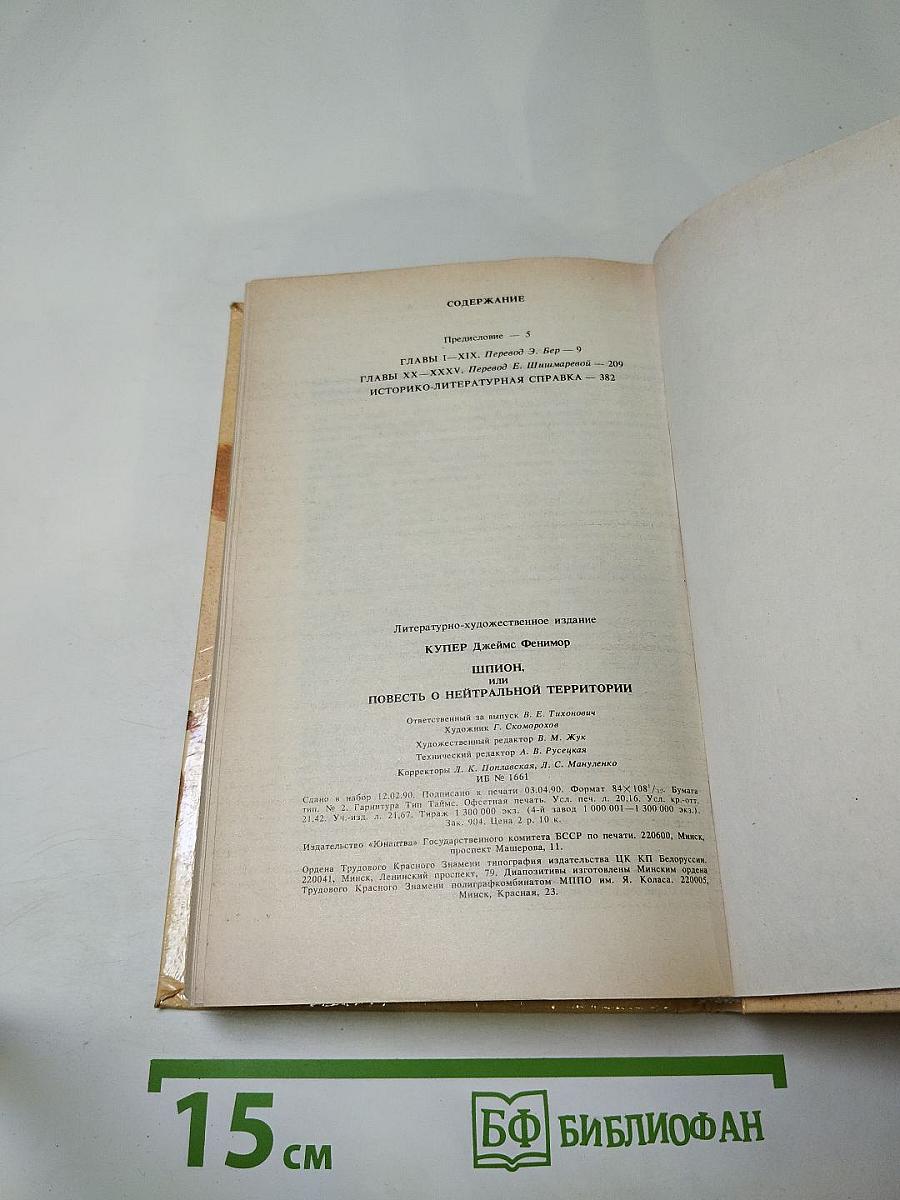 СОДЕРЖАНИЕ
Предисловие — 5
ГЛАВЫ I—XIX. Перевод Э. Бер — 9
ГЛАВЫ XX—XXXV. Перевод Е. Шишмаревой — 209
ИСТОРИКО-ЛИТЕРАТУРНАЯ СПРАВКА — 382
Литературно-художественное издание
КУПЕР Джеймс Фенимор
ШПИОН,
или
ПОВЕСТЬ О НЕЙТРАЛЬНОЙ ТЕРРИТОРИИ
Ответственный за выпуск В. Е. Тихонович
Художник Г. Скоморохов
Художественный редактор В. М. Жук
Технический редактор А. В. Русецкая
Корректоры Л. К. Поплавская, Л. С. Мануленко
ИБ № 1661
Сдано в набор 12.02.90. Подписано к печати 03.04.90. Формат 84×108¹/₃₂. Бумага
тип. № 2. Гарнитура Тип Таймс. Офсетная печать. Усл. печ. л. 20,16. Усл. кр-отт.
21,42. Уч.-изд. л. 21,67. Тираж 1 300 000 экз. (4-й завод 1 000 001—1 300 000 экз.)
Зак. 904. Цена 2 р. 10 к.
Издательство «Юнацтва» Государственного комитета БССР по печати. 220600, Минск,
проспект Машерова, 11.
Ордена Трудового Красного Знамени типография издательства ЦК КП Белоруссии.
220041, Минск, Ленинский проспект, 79. Диапозитивы изготовлены Минским ордена
Трудового Красного Знамени полиграфкомбинатом МППО им. Я. Коласа. 220005,
Минск, Красная, 23.
15 см
БФ БИБЛИОФАН